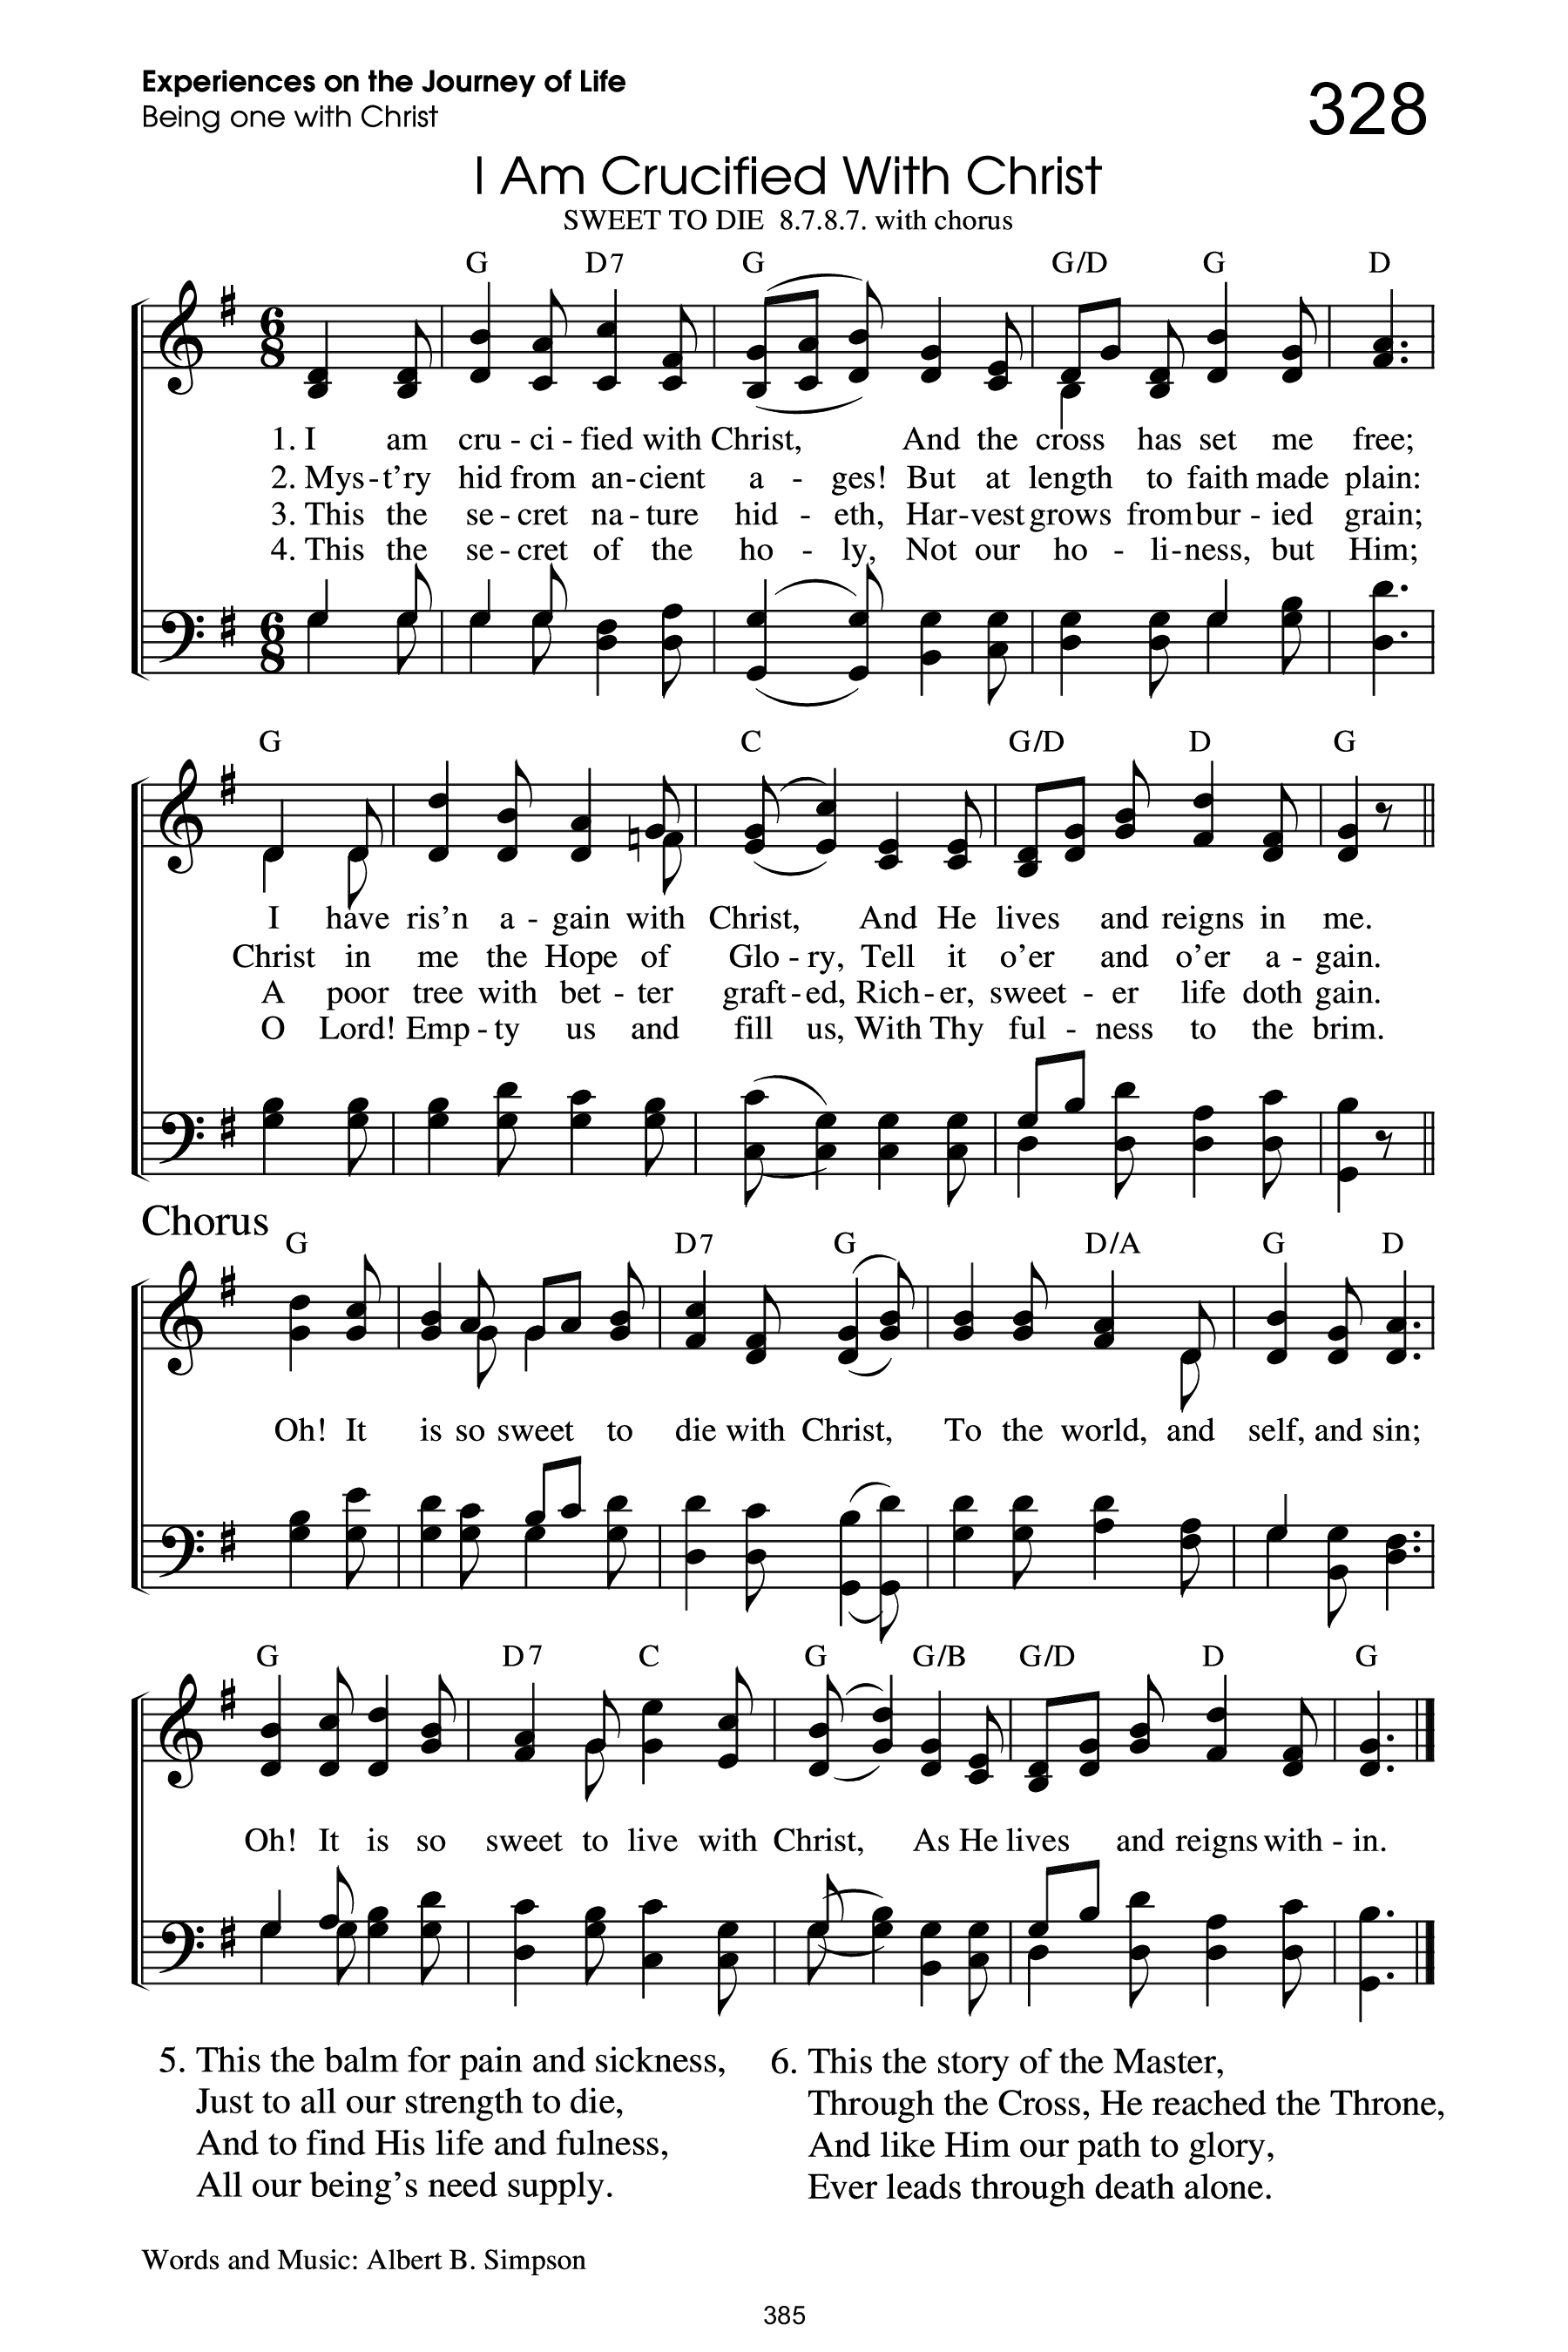 Experiences on the Journey of Life
Being one with Christ
328
I Am Crucified With Christ
SWEET TO DIE 8.7.8.7. with chorus
G D7 G G/D G D
6 8
1. I am cru - ci - fied with Christ, And the cross has set me free;
2. Mys - t’ry hid from an - cient a - ges! But at length to faith made plain:
3. This the se - cret na - ture hid - eth, Har - vest grows from bur - ied grain;
4. This the se - cret of the ho - ly, Not our ho - li - ness, but Him;
6 8
G C G/D D G
I have ris’n a - gain with Christ, And He lives and reigns in me.
Christ in me the Hope of Glo - ry, Tell it o’er and o’er a - gain.
A poor tree with bet - ter graft - ed, Rich - er, sweet - er life doth gain.
O Lord! Emp - ty us and fill us, With Thy ful - ness to the brim.
Chorus
G D7 G D/A G D
Oh! It is so sweet to die with Christ, To the world, and self, and sin;
G D7 C G G/B G/D D G
Oh! It is so sweet to live with Christ, As He lives and reigns with - in.
5. This the balm for pain and sickness,
Just to all our strength to die,
And to find His life and fulness,
All our being’s need supply.
6. This the story of the Master,
Through the Cross, He reached the Throne,
And like Him our path to glory,
Ever leads through death alone.
Words and Music: Albert B. Simpson
385